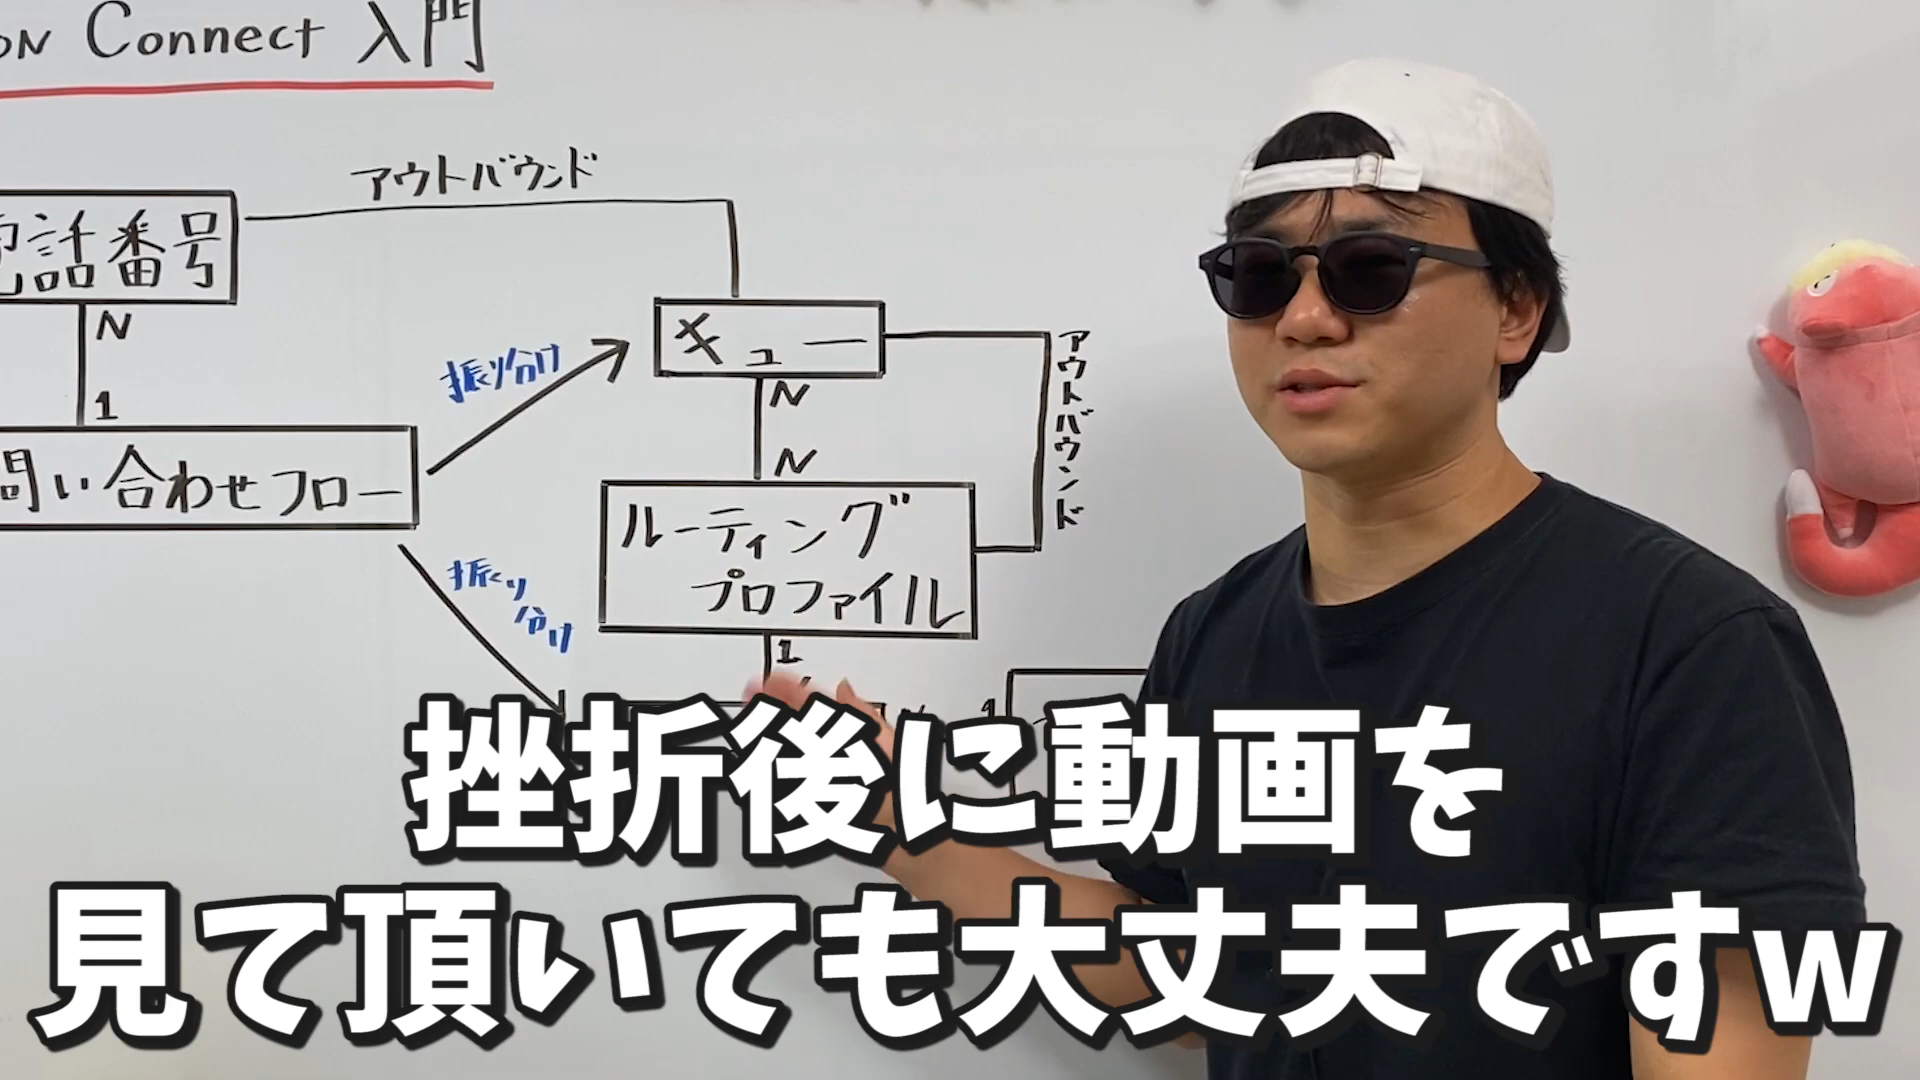 ON Connect 入門
アウトバウンド
電話番号
N
1
キュー
アウトバウンド
振り分け
N
N
問い合わせフロー
ルーティング
プロファイル
振り
分け
1
1
挫折後に動画を
見て頂いても大丈夫ですw